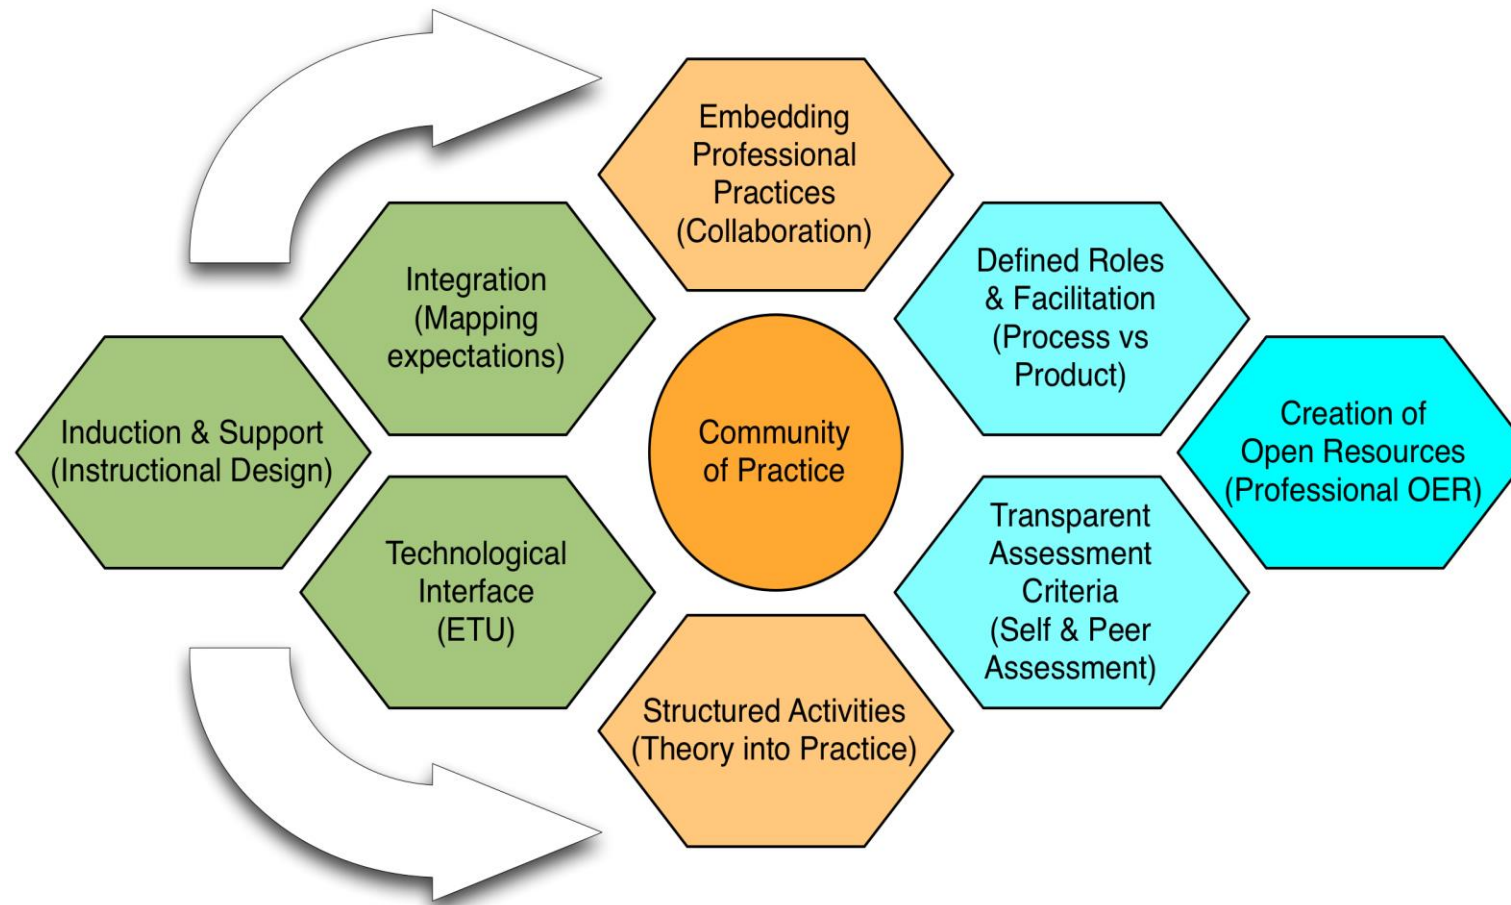 Embedding
Professional
Practices
(Collaboration)
Integration
(Mapping
expectations)
Defined Roles
& Facilitation
(Process vs
Product)
Induction & Support
(Instructional Design)
Community
of Practice
Creation of
Open Resources
(Professional OER)
Technological
Interface
(ETU)
Transparent
Assessment
Criteria
(Self & Peer
Assessment)
Structured Activities
(Theory into Practice)